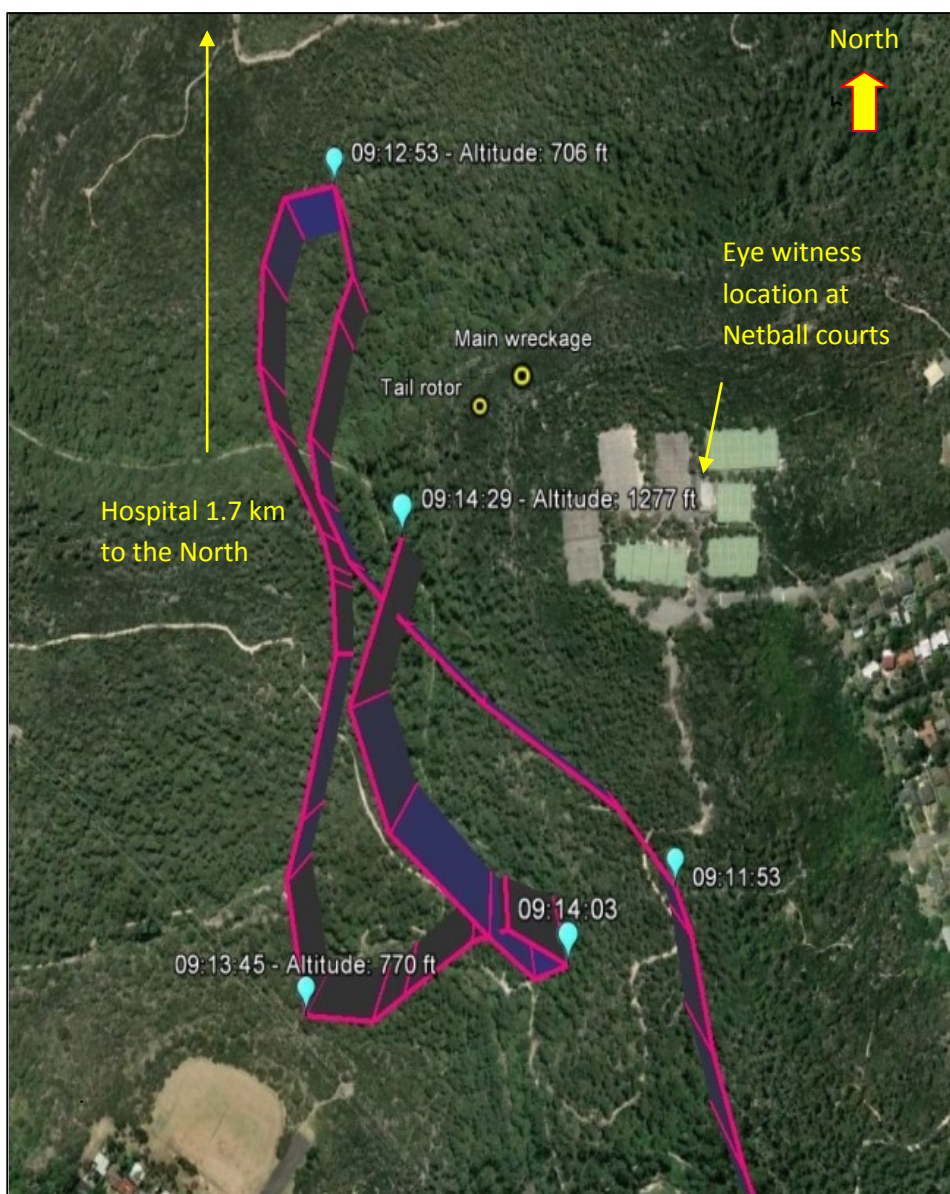 North
09:12:53 - Altitude: 706 ft
Eye witness
location at
Netball courts
Main wreckage
Tail rotor
09:14:29 - Altitude: 1277 ft
Hospital 1.7 km
to the North
09:11:53
09:14:03
09:13:45 - Altitude: 770 ft